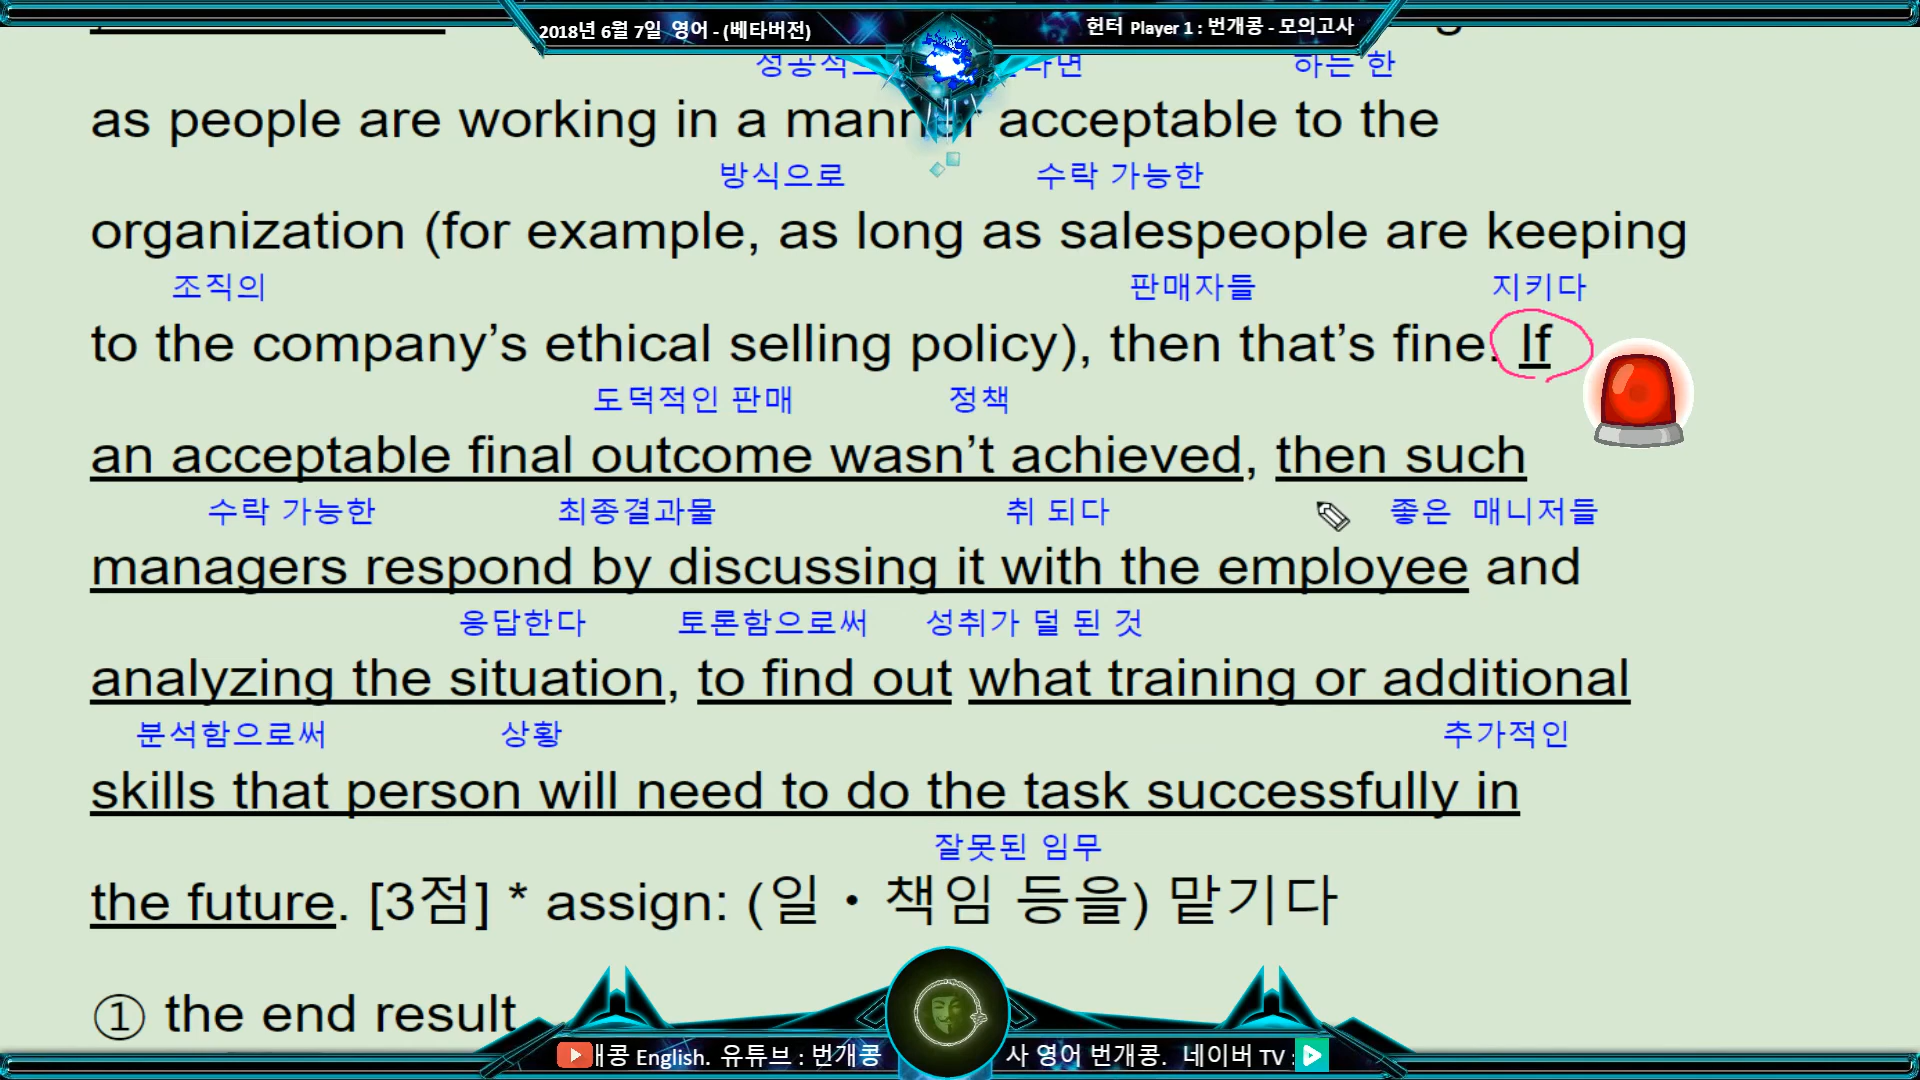 2018년 6월 7일 영어 - (베타버전)
헌터 Player 1 : 번개콩 - 모의고사
하는 한
as people are working in a manner acceptable to the
방식으로 수락 가능한
organization (for example, as long as salespeople are keeping
조직의 판매자들 지키다
to the company’s ethical selling policy), then that’s fine. If
도덕적인 판매 정책
an acceptable final outcome wasn’t achieved, then such
수락 가능한 최종결과물 취 되다 좋은 매니저들
managers respond by discussing it with the employee and
응답한다 토론함으로써 성취가 덜 된 것
analyzing the situation, to find out what training or additional
분석함으로써 상황 추가적인
skills that person will need to do the task successfully in
잘못된 임무
the future. [3점] * assign: (일・책임 등을) 맡기다
① the end result
개콩 English. 유튜브 : 번개콩 사 영어 번개콩. 네이버 TV :